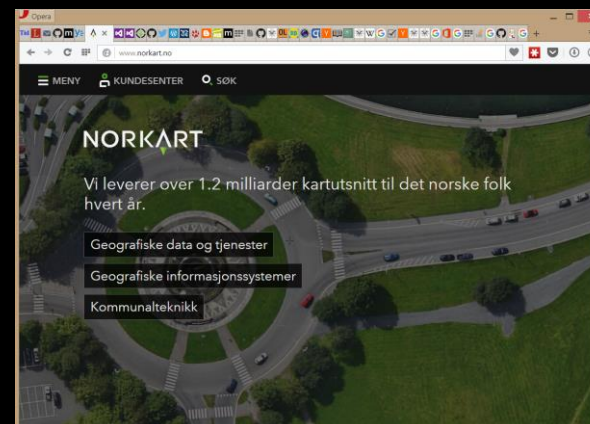 Opera
www.norkart.no
MENY KUNDESENTER SØK
NORKART
Vi leverer over 1.2 milliarder kartutsnitt til det norske folk
hvert år.
Geografiske data og tjenester
Geografiske informasjonssystemer
Kommunalteknikk